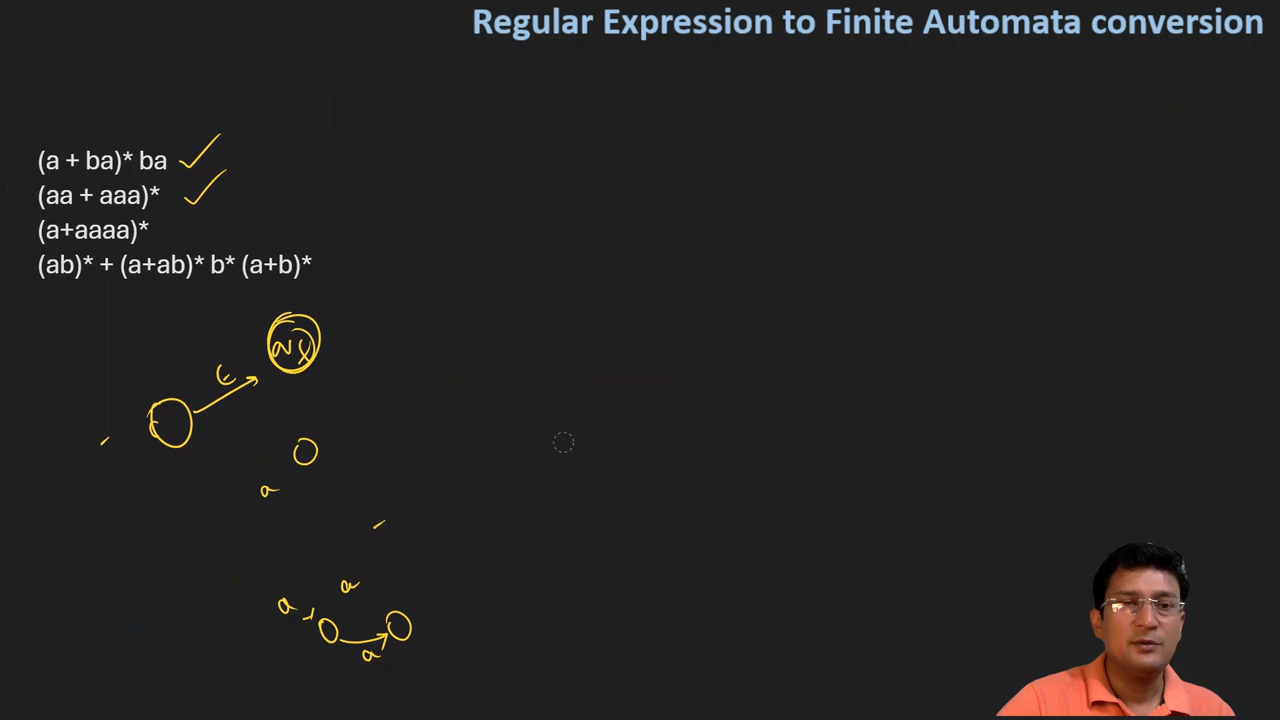 Regular Expression to Finite Automata conversion
(a + ba)* ba
(aa + aaa)*
(a+aaaa)*
(ab)* + (a+ab)* b* (a+b)*
ε
a
a
a
a